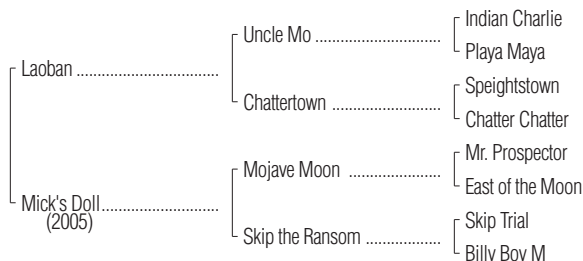 Indian Charlie
Uncle Mo ..............................
Playa Maya
Laoban ..................................
Speightstown
Chattertown ...........................
Chatter Chatter
Mr. Prospector
Mojave Moon ......................
East of the Moon
Mick's Doll............................
(2005)
Skip Trial
Skip the Ransom ..................
Billy Boy M